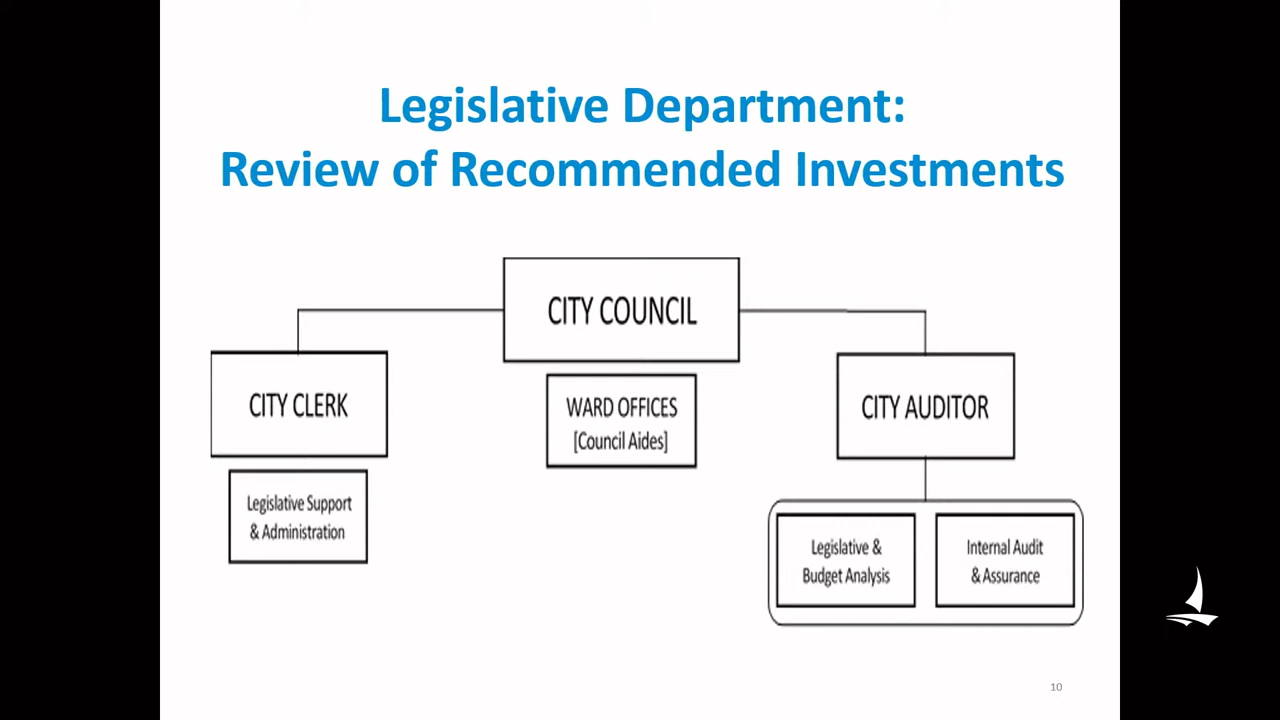 Legislative Department:
Review of Recommended Investments
CITY COUNCIL
CITY CLERK
WARD OFFICES
[Council Aides]
CITY AUDITOR
Legislative Support
& Administration
Legislative &
Budget Analysis
Internal Audit
& Assurance
10